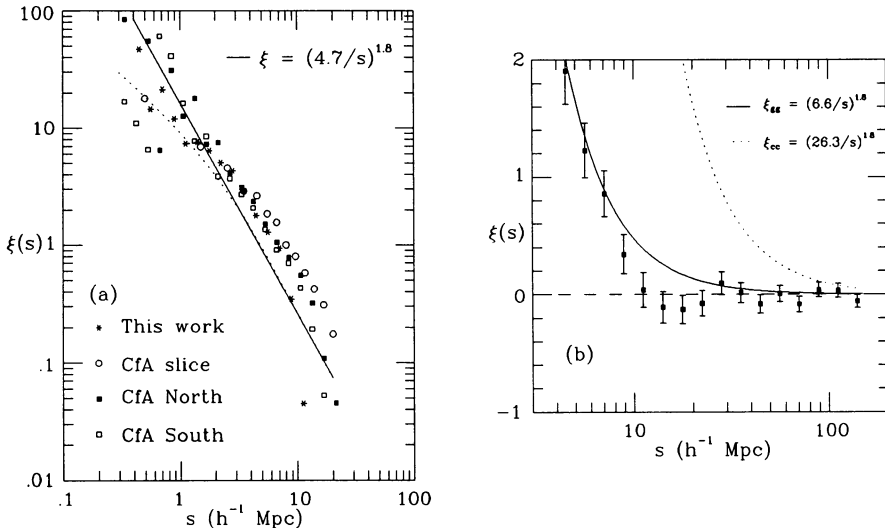 100
10
ξ(s) 1
.1
.01
.1 1 10 100
s (h⁻¹ Mpc)
ξ = (4.7/s)^1.8
(a)
This work
CfA slice
CfA North
CfA South
2
1
ξ(s)
0
-1
10 100
s (h⁻¹ Mpc)
ξgg = (6.6/s)^1.8
ξcc = (26.3/s)^1.8
(b)